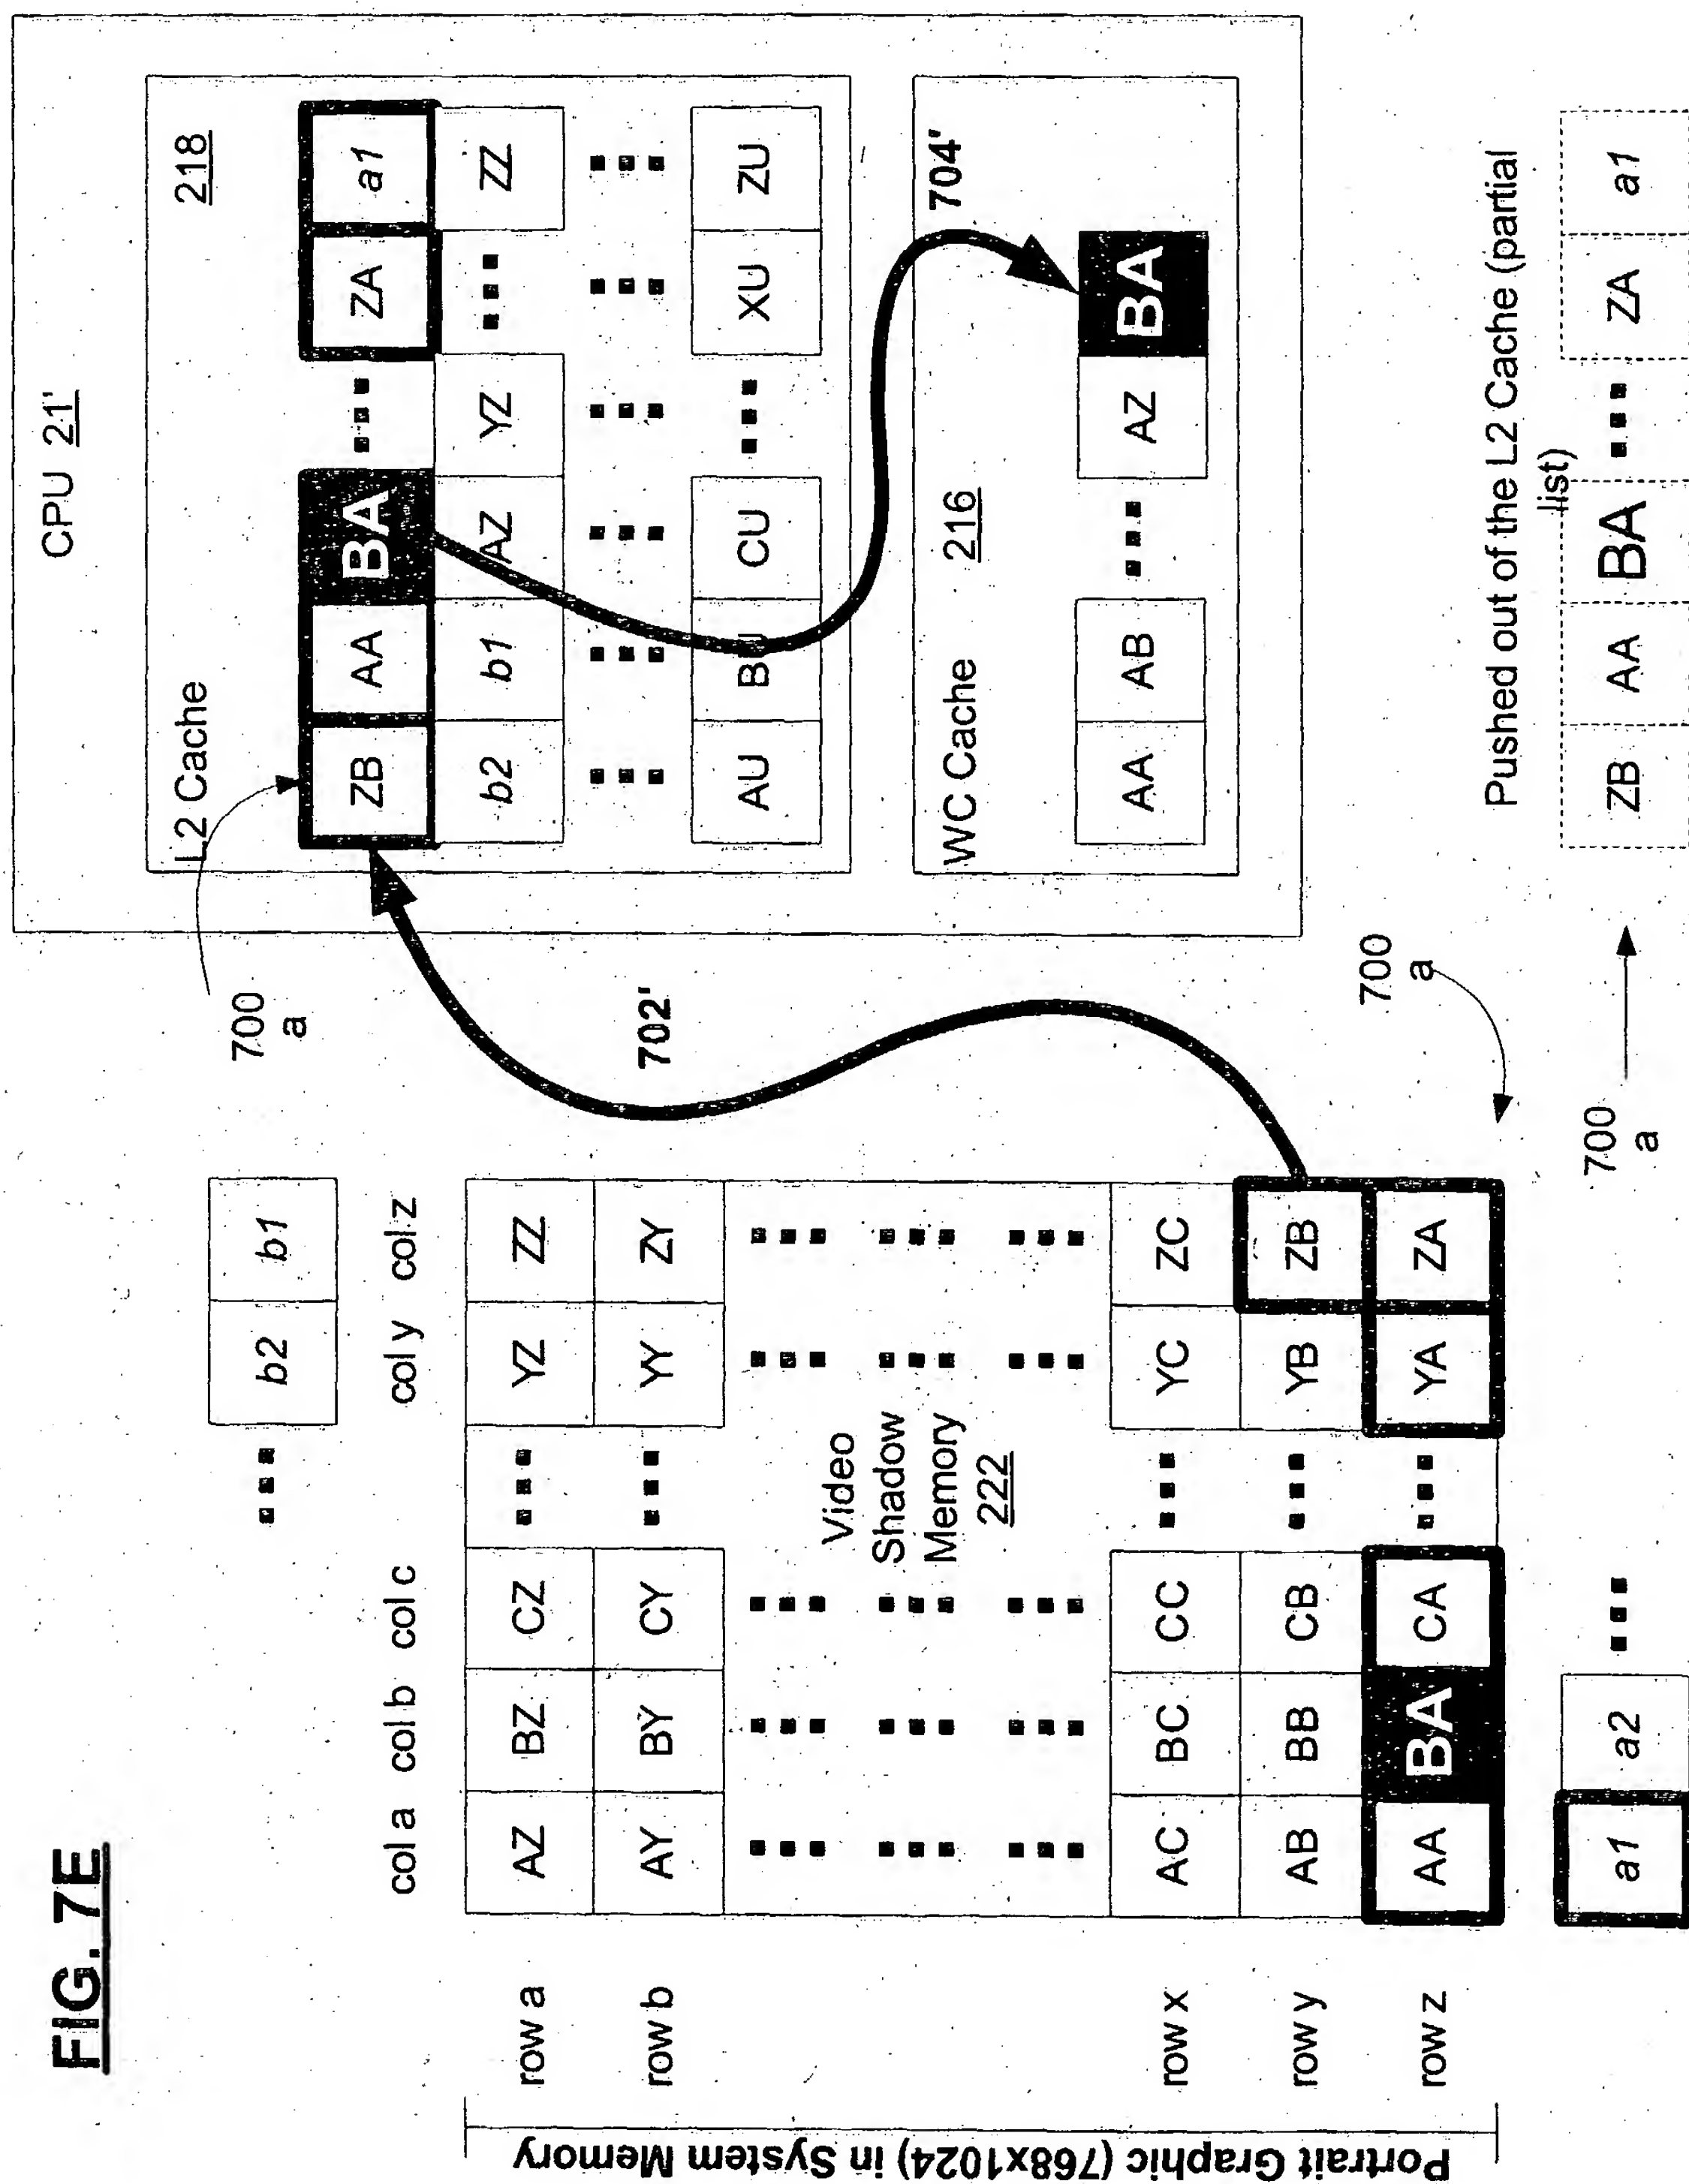 FIG. 7E
CPU 21'
L2 Cache
218
ZB AA BA ZA a1
b2 b1 AZ YZ ZZ
AU CU XU ZU
WC Cache
216
704'
AA AB AZ BA
700
a
702'
b2 b1
col a col b col c col y col z
row a AZ BZ CZ YZ ZZ
row b AY BY CY YY ZY
Video
Shadow
Memory
222
row x AC BC CC YC ZC
row y AB BB CB YB ZB
row z AA BA CA YA ZA
Portrait Graphic (768x1024) in System Memory
700
a
a1 a2
700
a
Pushed out of the L2 Cache (partial
list)
ZB AA BA ZA a1